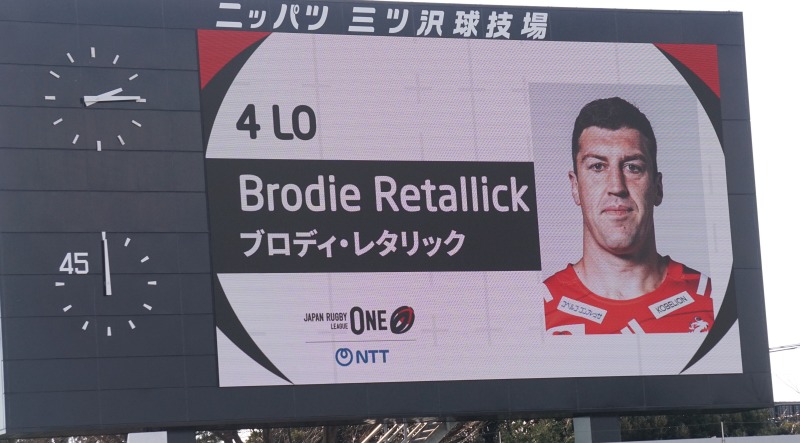 ニッパツ 三ツ沢球技場
4 LO
Brodie Retallick
ブロディ・レタリック
45
JAPAN RUGBY
LEAGUE ONE
NTT
KOBELION